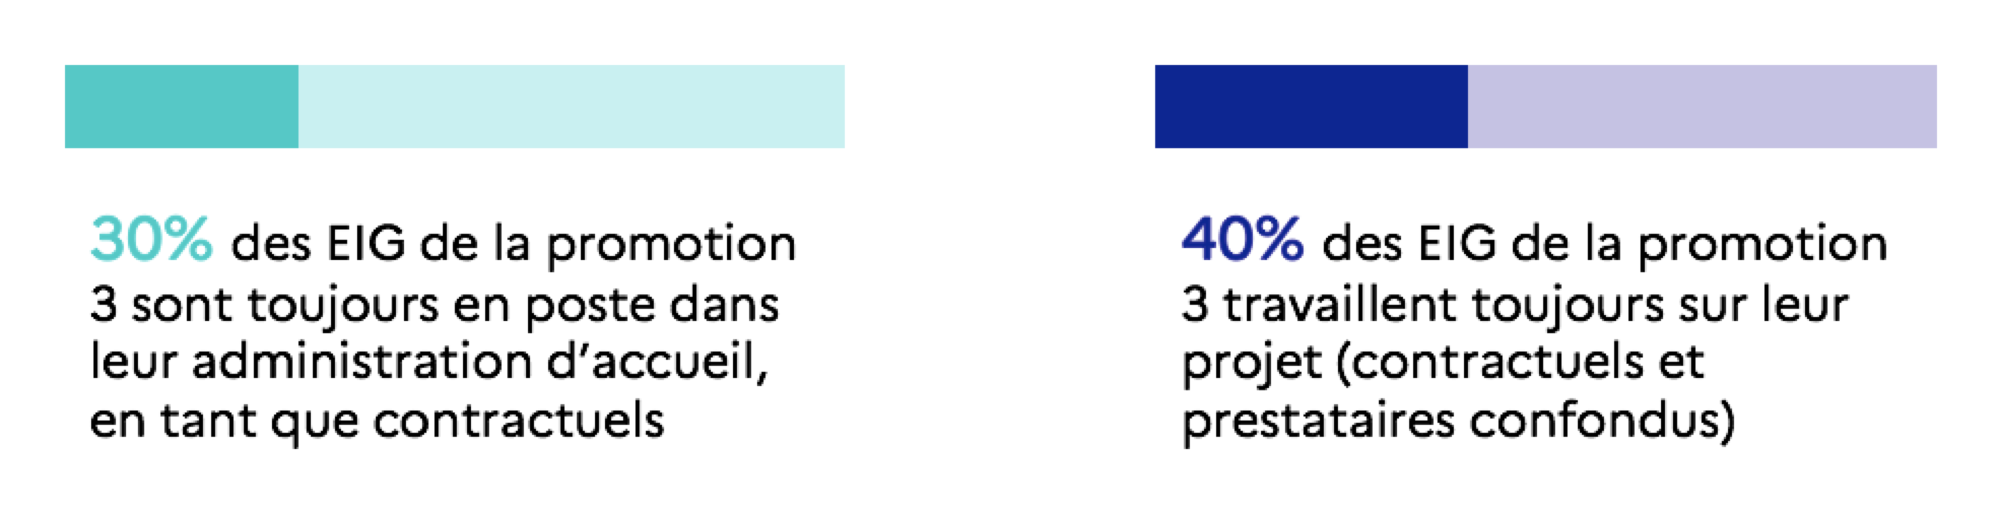 30% des EIG de la promotion
3 sont toujours en poste dans
leur administration d’accueil,
en tant que contractuels
40% des EIG de la promotion
3 travaillent toujours sur leur
projet (contractuels et
prestataires confondus)